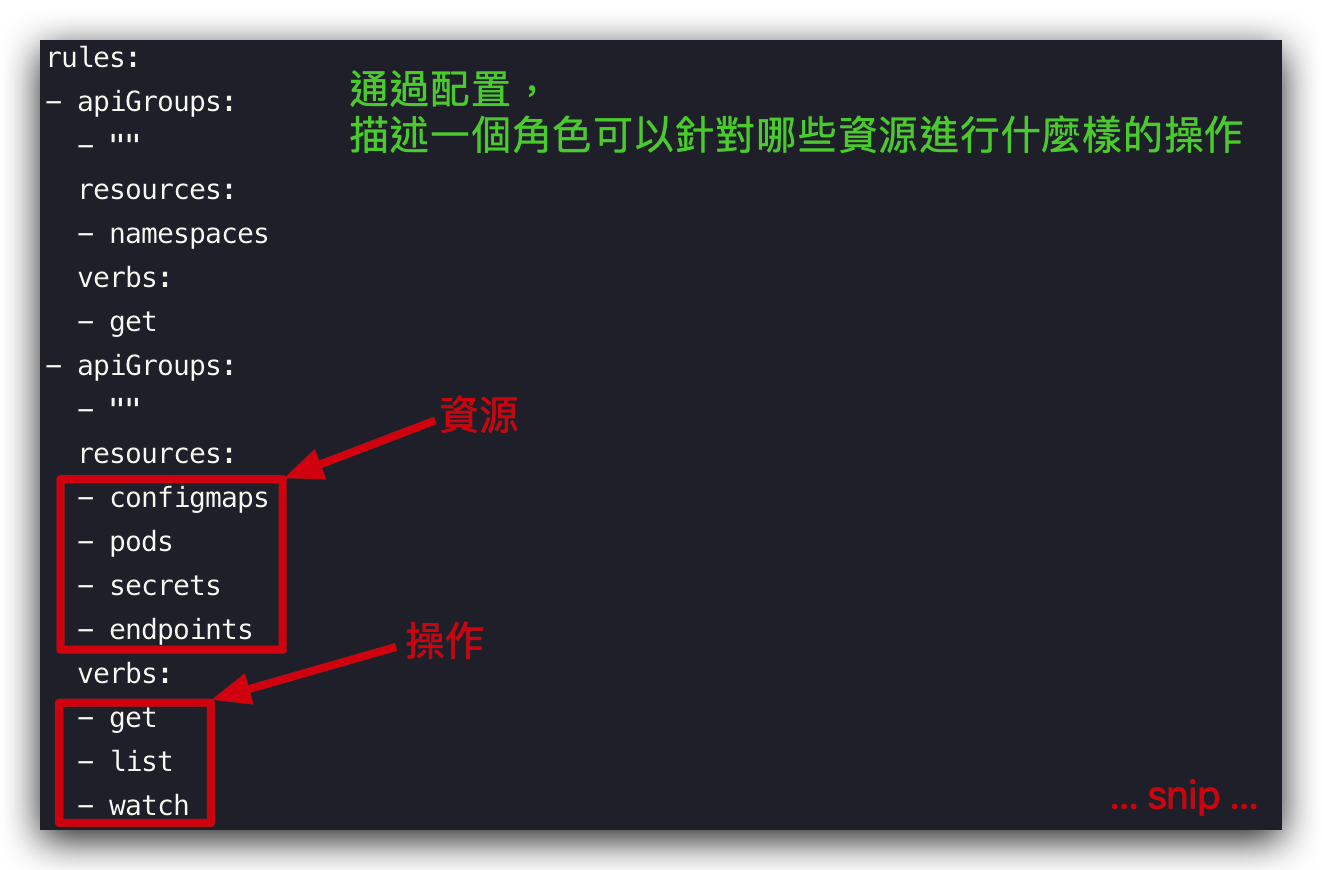 rules:
- apiGroups:
  - ""
  resources:
  - namespaces
  verbs:
  - get
- apiGroups:
  - ""
  resources:
  - configmaps
  - pods
  - secrets
  - endpoints
  verbs:
  - get
  - list
  - watch
通過配置，
描述一個角色可以針對哪些資源進行什麼樣的操作
資源
操作
... snip ...